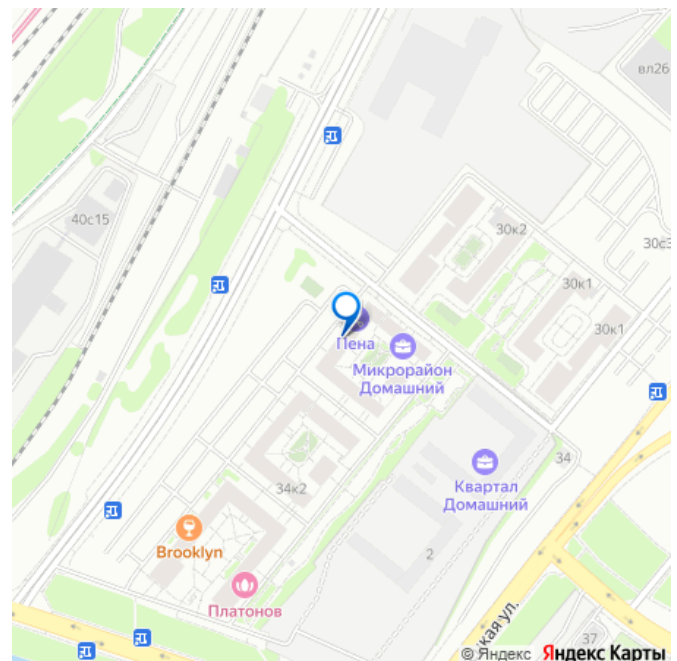 вл26
40с15
30к2
30с3
30к1
30к1
Пена
Микрорайон
Домашний
34
Квартал
Домашний
34к2
Brooklyn
2
Платонов
кая ул.
37
© Яндекс Яндекс Карты